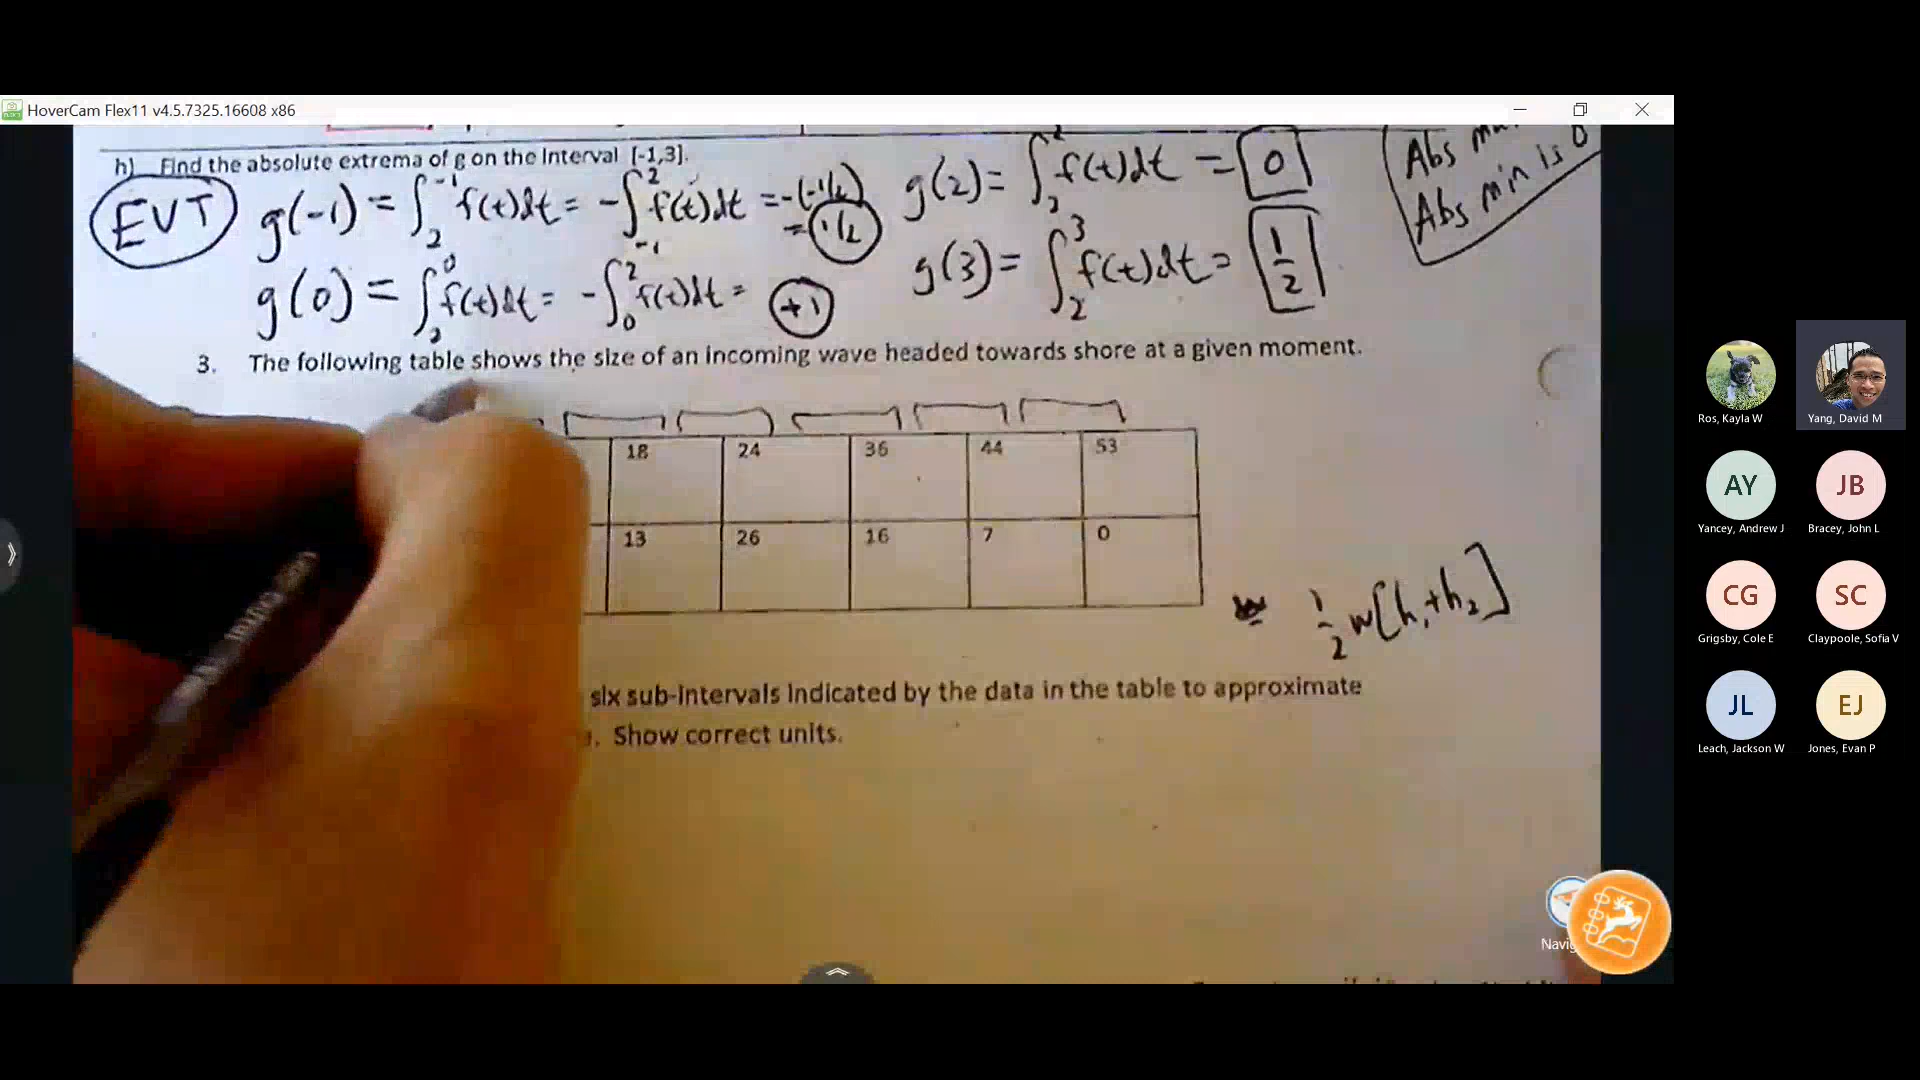 HoverCam Flex11 v4.5.7325.16608 x86
h) Find the absolute extrema of g on the interval [-1,3].
EVT
g(-1) = ∫₂⁻¹ f(t)dt = -∫₋₁² f(t)dt = -(-1/2)
= 1/2
g(0) = ∫₂⁰ f(t)dt = -∫₀² f(t)dt = +1
g(2) = ∫₂² f(t)dt = 0
g(3) = ∫₂³ f(t)dt = 1/2
Abs
Abs min is 0
3. The following table shows the size of an incoming wave headed towards shore at a given moment.
18 24 36 44 53
13 26 16 7 0
1/2 w[h₁+h₂]
six sub-intervals indicated by the data in the table to approximate
. Show correct units.
Ros, Kayla W
Yang, David M
AY
JB
Yancey, Andrew J
Bracey, John L
CG
SC
Grigsby, Cole E
Claypoole, Sofia V
JL
EJ
Leach, Jackson W
Jones, Evan P